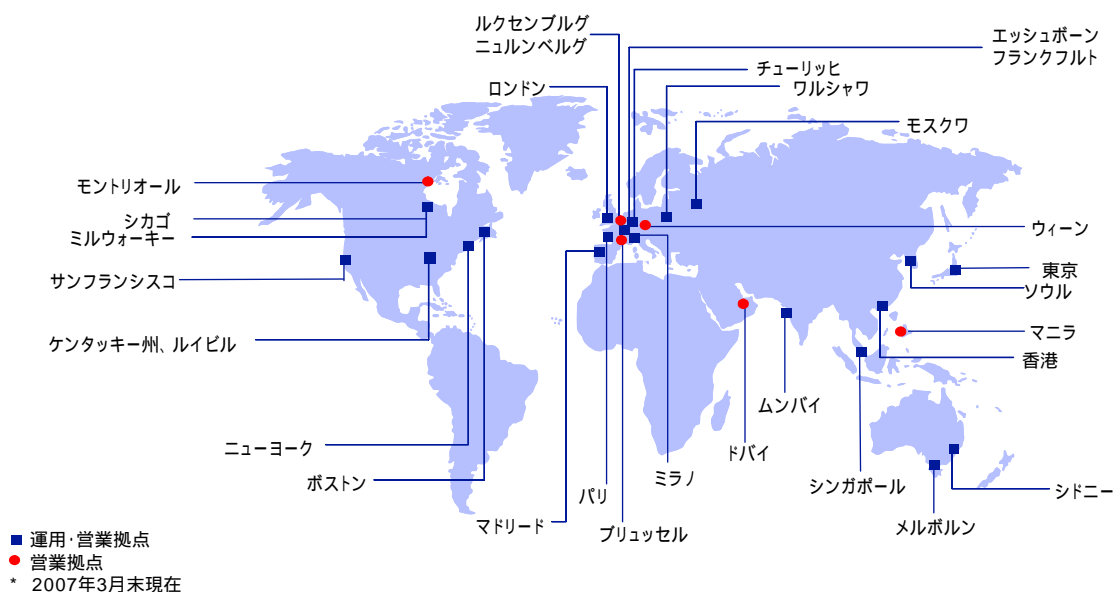 ルクセンブルグ
ニュルンベルグ
エッシュボーン
フランクフルト
チューリッヒ
ロンドン
ワルシャワ
モスクワ
モントリオール
シカゴ
ミルウォーキー
ウィーン
サンフランシスコ
東京
ソウル
ケンタッキー州、ルイビル
マニラ
香港
ムンバイ
ニューヨーク
ドバイ
ボストン
ミラノ
パリ
シンガポール
シドニー
マドリード
ブリュッセル
メルボルン
運用・営業拠点
営業拠点
* 2007年3月末現在